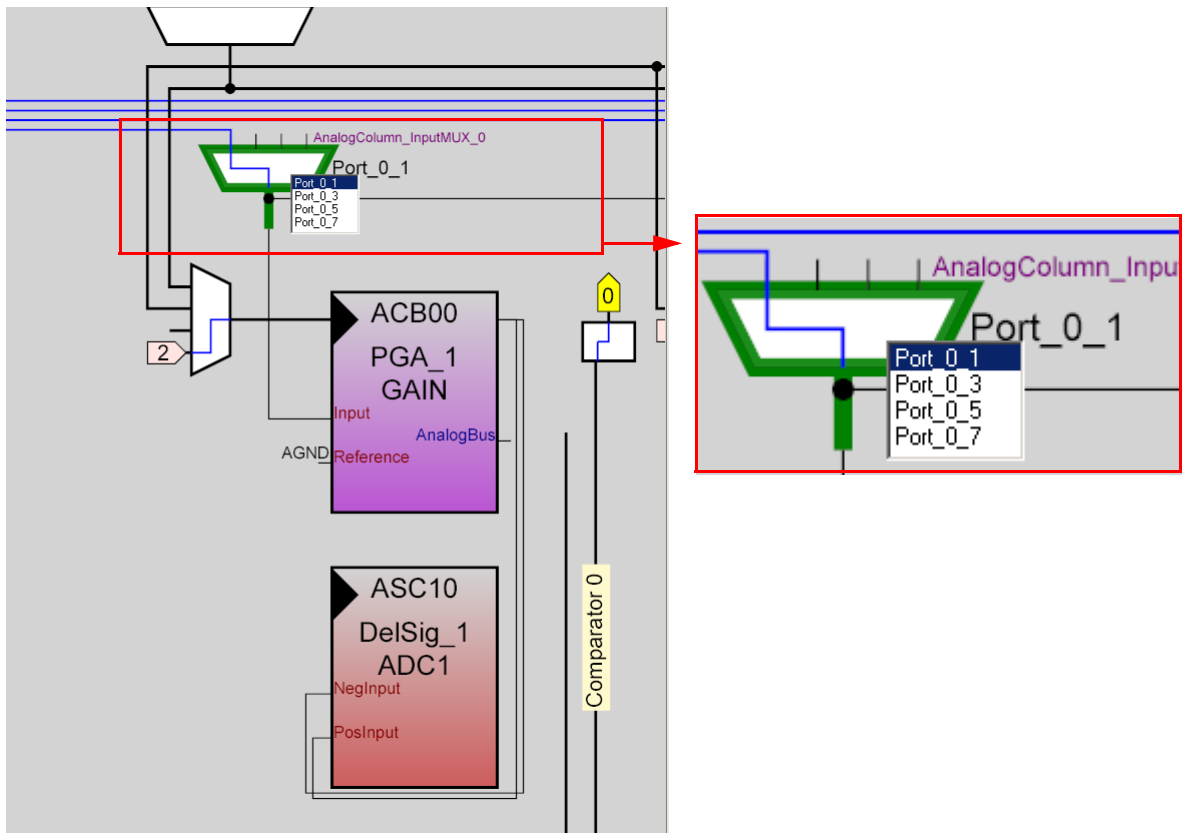 AnalogColumn_InputMUX_0
Port_0_1
Port_0_1
Port_0_3
Port_0_5
Port_0_7
2
ACB00
PGA_1
GAIN
Input
AnalogBus
AGND
Reference
0
Comparator 0
ASC10
DelSig_1
ADC1
NegInput
PosInput
AnalogColumn_Inpu
Port_0_1
Port_0_1
Port_0_3
Port_0_5
Port_0_7